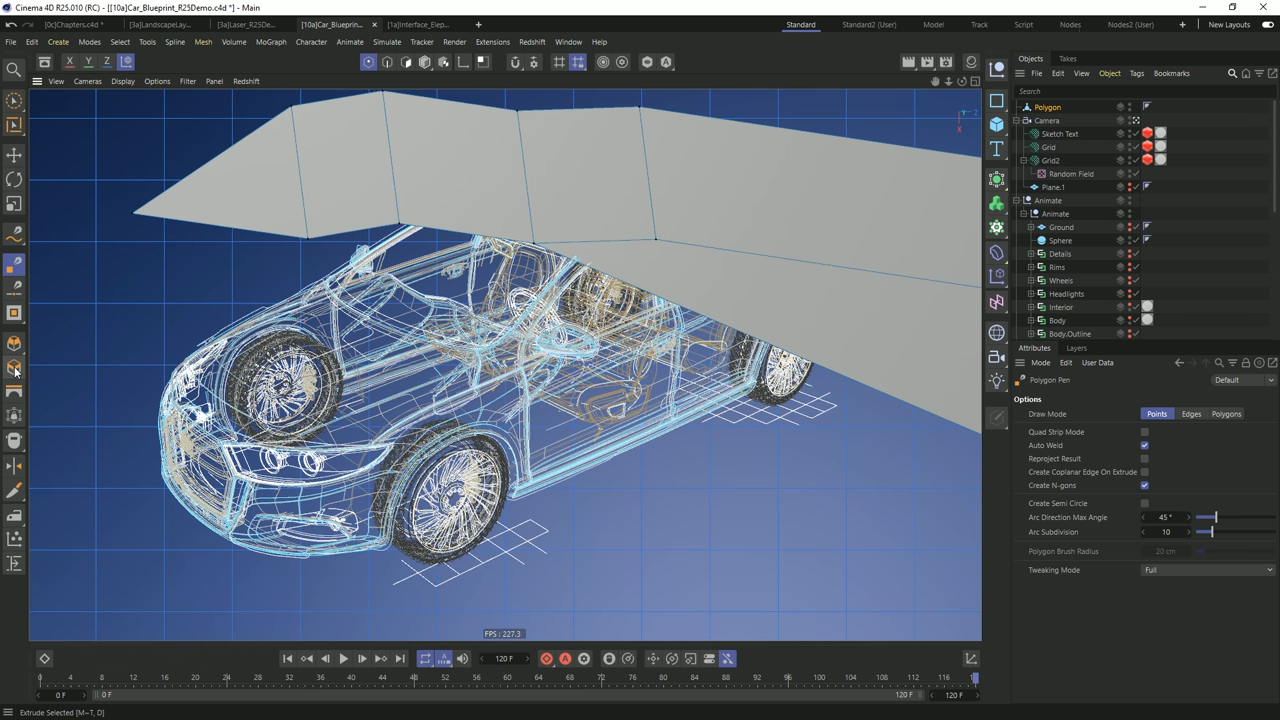 Cinema 4D R25.010 (RC) - [[10a]Car_Blueprint_R25Demo.c4d *] - Main
[0c]Chapters.c4d * [3a]LandscapeLay... [3a]Laser_R25De... [10a]Car_Blueprin... [1a]Interface_Elep... Standard Standard2 (User) Model Track Script Nodes Nodes2 (User) New Layouts
File Edit Create Modes Select Tools Spline Mesh Volume MoGraph Character Animate Simulate Tracker Render Extensions Redshift Window Help
Objects Takes
X Y Z
File Edit View Object Tags Bookmarks
View Cameras Display Options Filter Panel Redshift
Search
Polygon
Camera
Sketch Text
Grid
Grid2
Random Field
Plane.1
Animate
Animate
Ground
Sphere
Details
Rims
Wheels
Headlights
Interior
Body
Body.Outline
Attributes Layers
Mode Edit User Data
Polygon Pen Default
Options
Draw Mode Points Edges Polygons
Quad Strip Mode
Auto Weld
Reproject Result
Create Coplanar Edge On Extrude
Create N-gons
Create Semi Circle
Arc Direction Max Angle 45 °
Arc Subdivision 10
Polygon Brush Radius 20 cm
Tweaking Mode Full
FPS : 227.3
120 F
0 4 8 12 16 20 24 28 32 36 40 44 48 52 56 60 64 68 72 76 80 84 88 92 96 100 104 108 112 116
0 F 0 F 120 F 120 F
Extrude Selected [M~T, D]